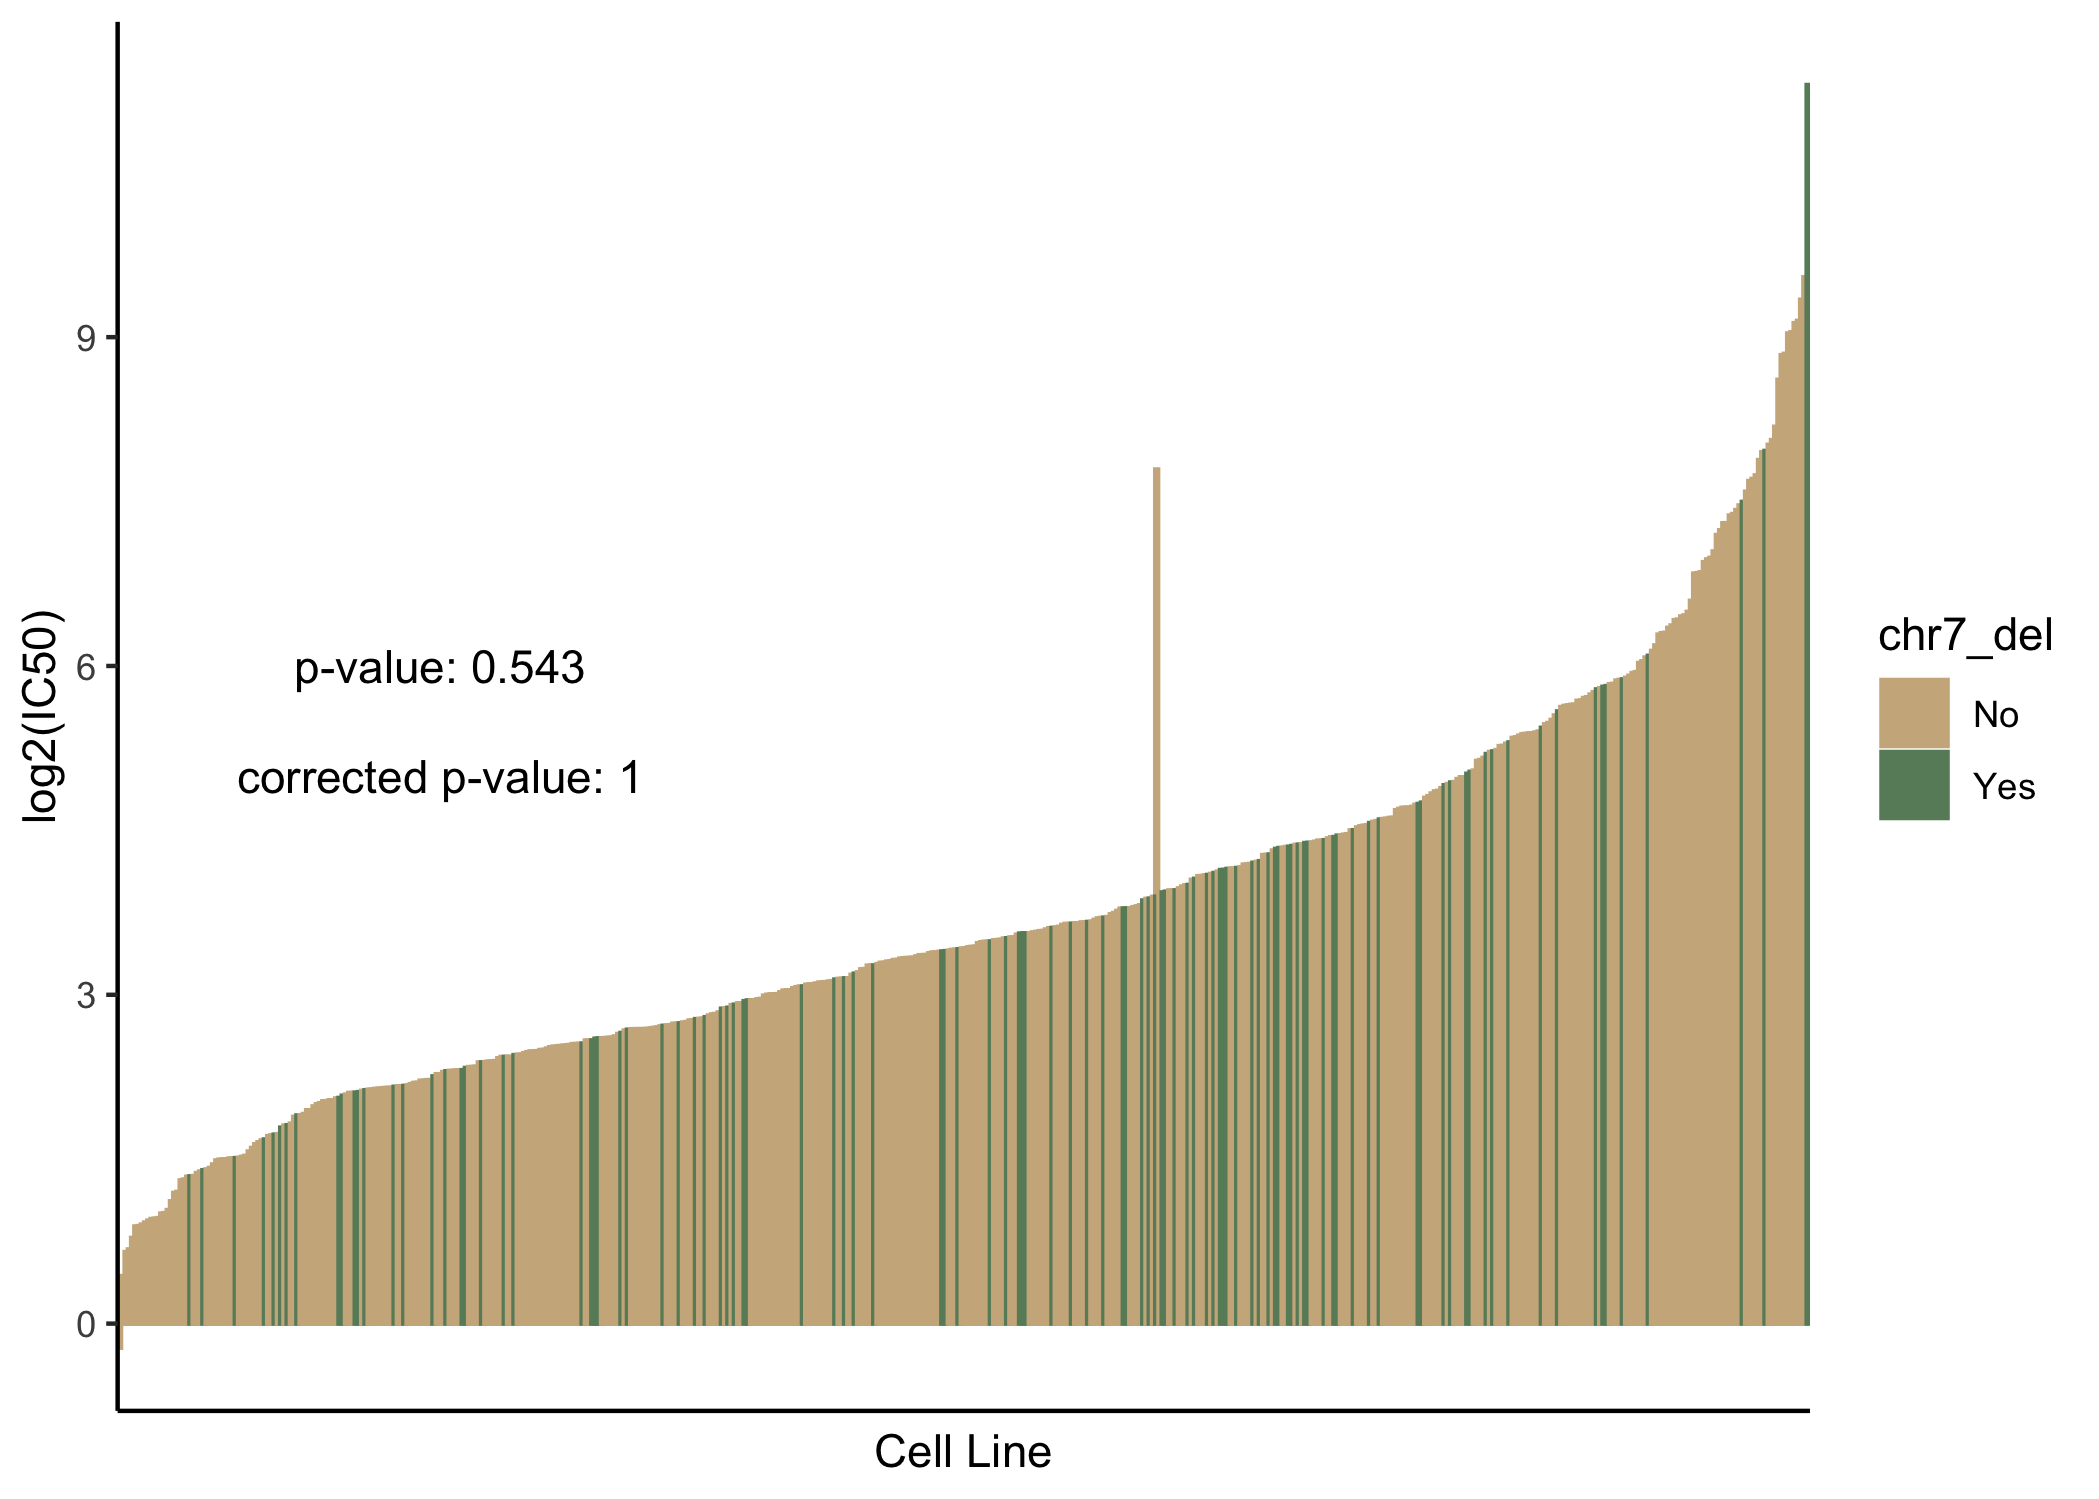 log2(IC50)
9
6
3
0
p-value: 0.543
corrected p-value: 1
Cell Line
chr7_del
No
Yes